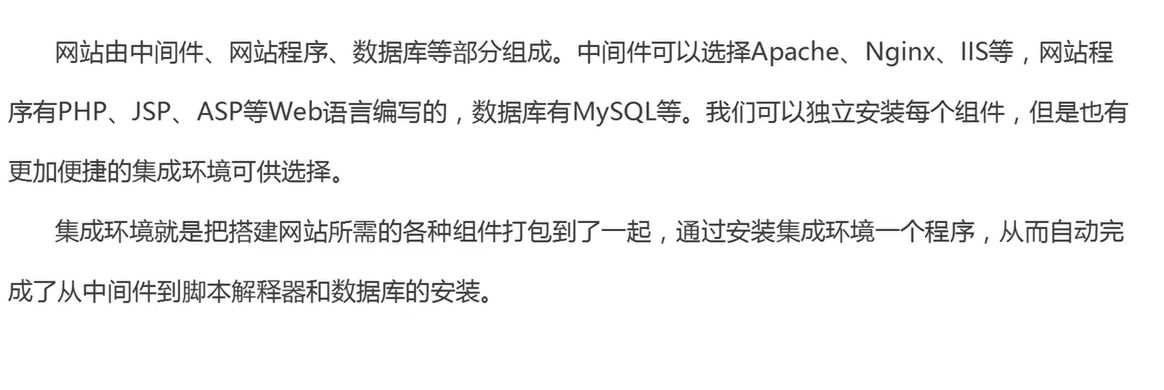 网站由中间件、网站程序、数据库等部分组成。中间件可以选择Apache、Nginx、IIS等，网站程
序有PHP、JSP、ASP等Web语言编写的，数据库有MySQL等。我们可以独立安装每个组件，但是也有
更加便捷的集成环境可供选择。
集成环境就是把搭建网站所需的各种组件打包到了一起，通过安装集成环境一个程序，从而自动完
成了从中间件到脚本解释器和数据库的安装。